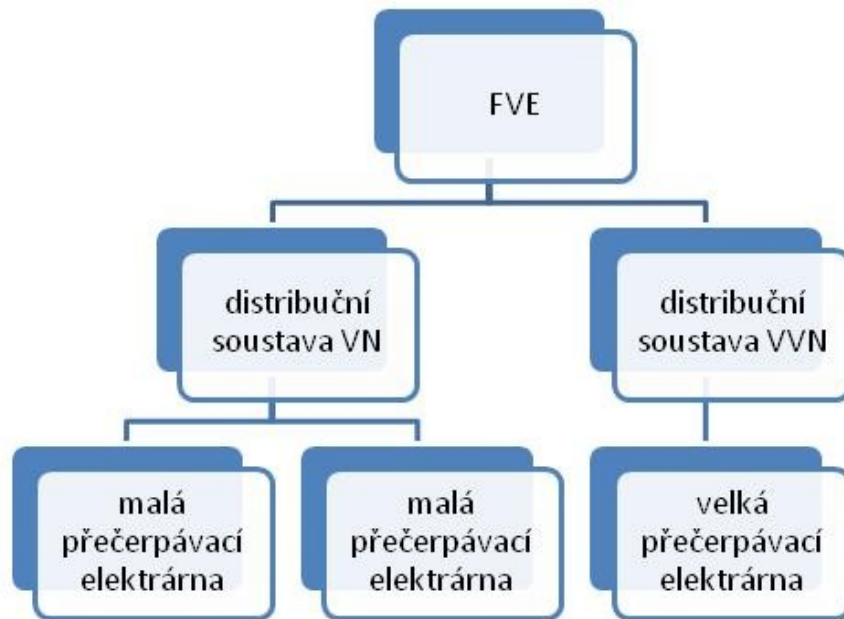 FVE
distribuční
soustava VN
distribuční
soustava VVN
malá
přečerpávací
elektrárna
malá
přečerpávací
elektrárna
velká
přečerpávací
elektrárna